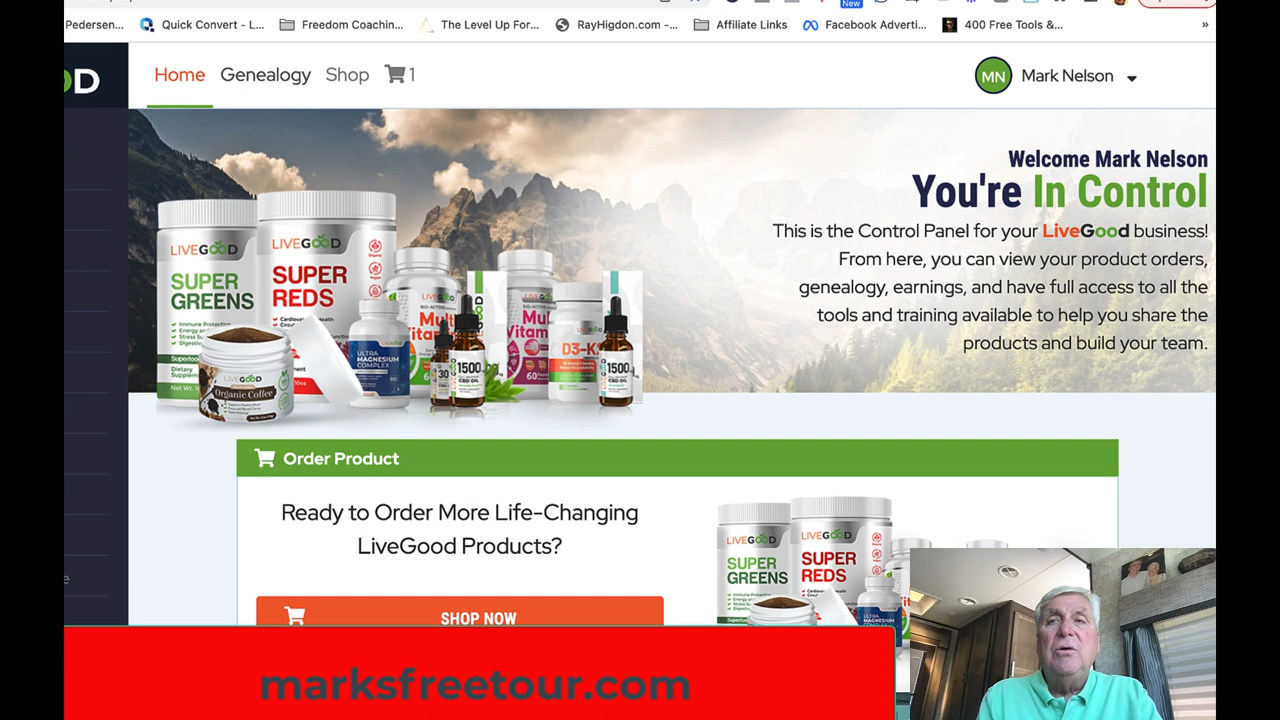 New
Pedersen...
Quick Convert - L...
Freedom Coachin...
The Level Up For...
RayHigdon.com -...
Affiliate Links
Facebook Adverti...
400 Free Tools &...
»
OD
Home
Genealogy
Shop
1
MN
Mark Nelson
Welcome Mark Nelson
You're In Control
This is the Control Panel for your LiveGood business!
From here, you can view your product orders,
genealogy, earnings, and have full access to all the
tools and training available to help you share the
products and build your team.
LIVEGOOD
SUPER
GREENS
LIVEGOOD
SUPER
REDS
LIVEGOOD
Organic Coffee
ULTRA
MAGNESIUM
COMPLEX
1500
D3-K
1500
Order Product
Ready to Order More Life-Changing
LiveGood Products?
SHOP NOW
LIVEGOOD
SUPER
GREENS
LIVEGOOD
SUPER
REDS
e
marksfreetour.com